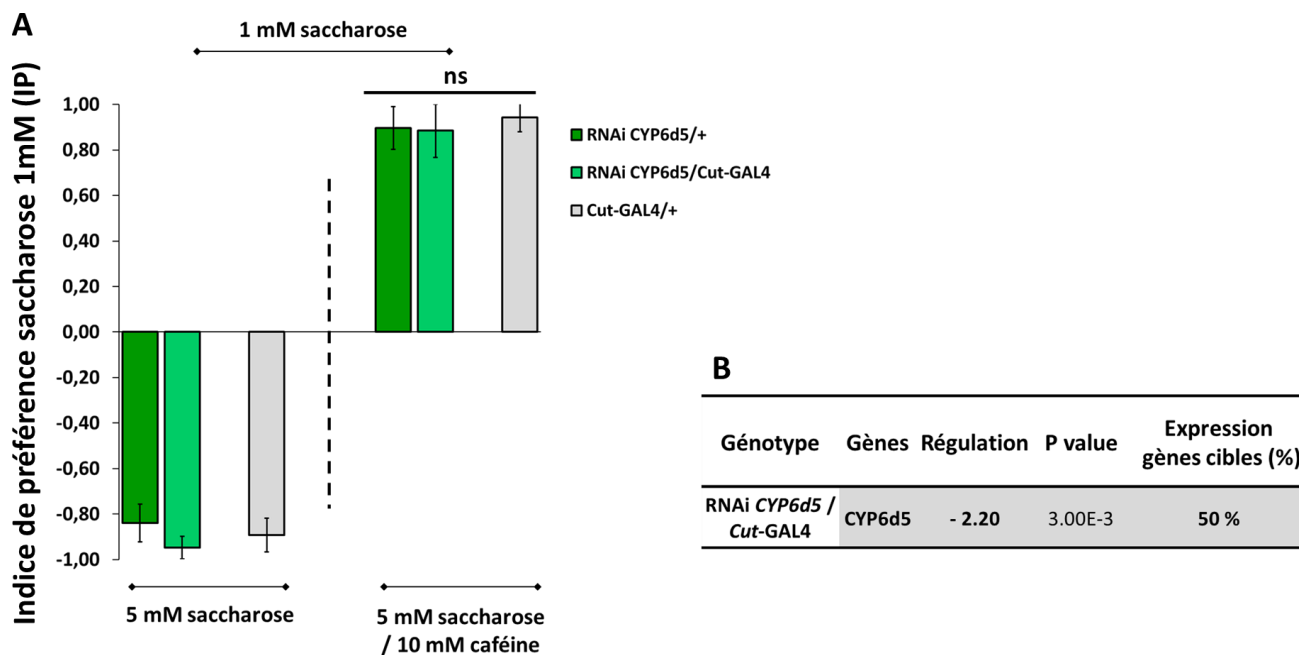 A
1 mM saccharose
ns
Indice de préférence saccharose 1mM (IP)
1,00
0,80
0,60
0,40
0,20
0,00
-0,20
-0,40
-0,60
-0,80
-1,00
RNAi CYP6d5/+
RNAi CYP6d5/Cut-GAL4
Cut-GAL4/+
5 mM saccharose
5 mM saccharose
/ 10 mM caféine
B
Génotype Gènes Régulation P value Expression
gènes cibles (%)
RNAi CYP6d5 /
Cut-GAL4
CYP6d5 - 2.20 3.00E-3 50 %